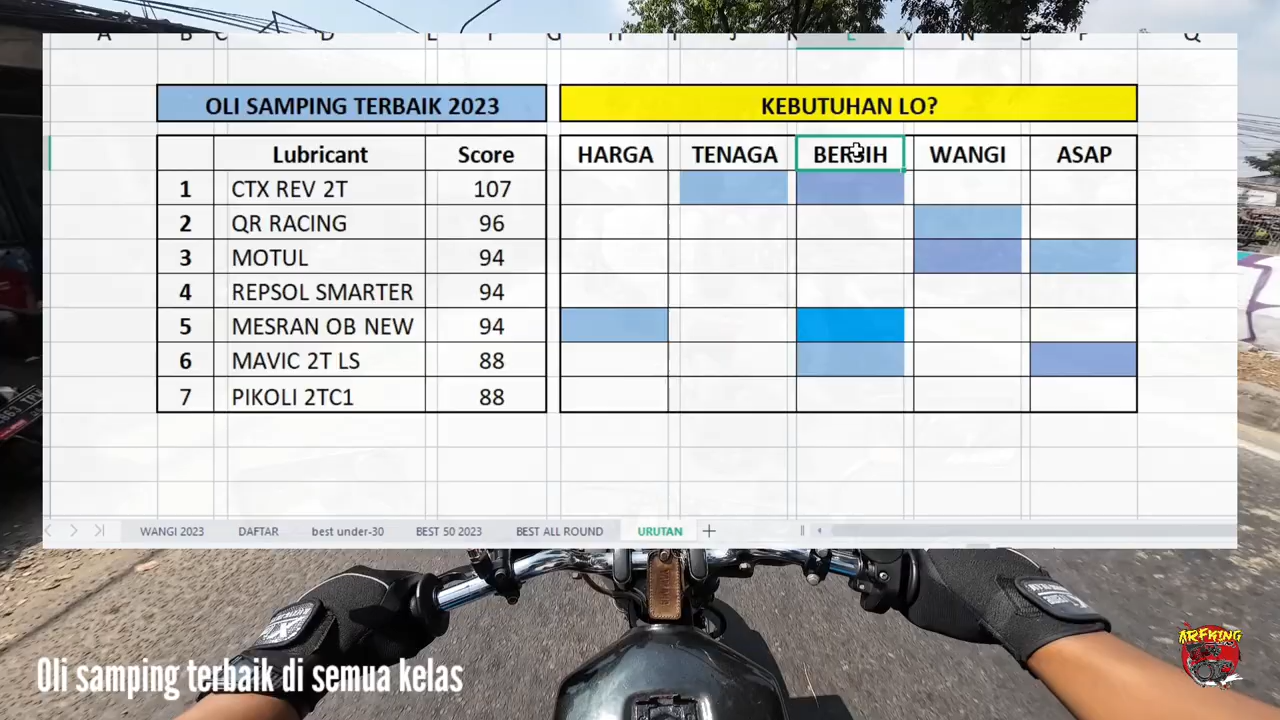 OLI SAMPING TERBAIK 2023
KEBUTUHAN LO?
Lubricant Score HARGA TENAGA BERSIH WANGI ASAP
1 CTX REV 2T 107
2 QR RACING 96
3 MOTUL 94
4 REPSOL SMARTER 94
5 MESRAN OB NEW 94
6 MAVIC 2T LS 88
7 PIKOLI 2TC1 88
WANGI 2023 DAFTAR best under-30 BEST 50 2023 BEST ALL ROUND URUTAN
Oli samping terbaik di semua kelas
ARFKING